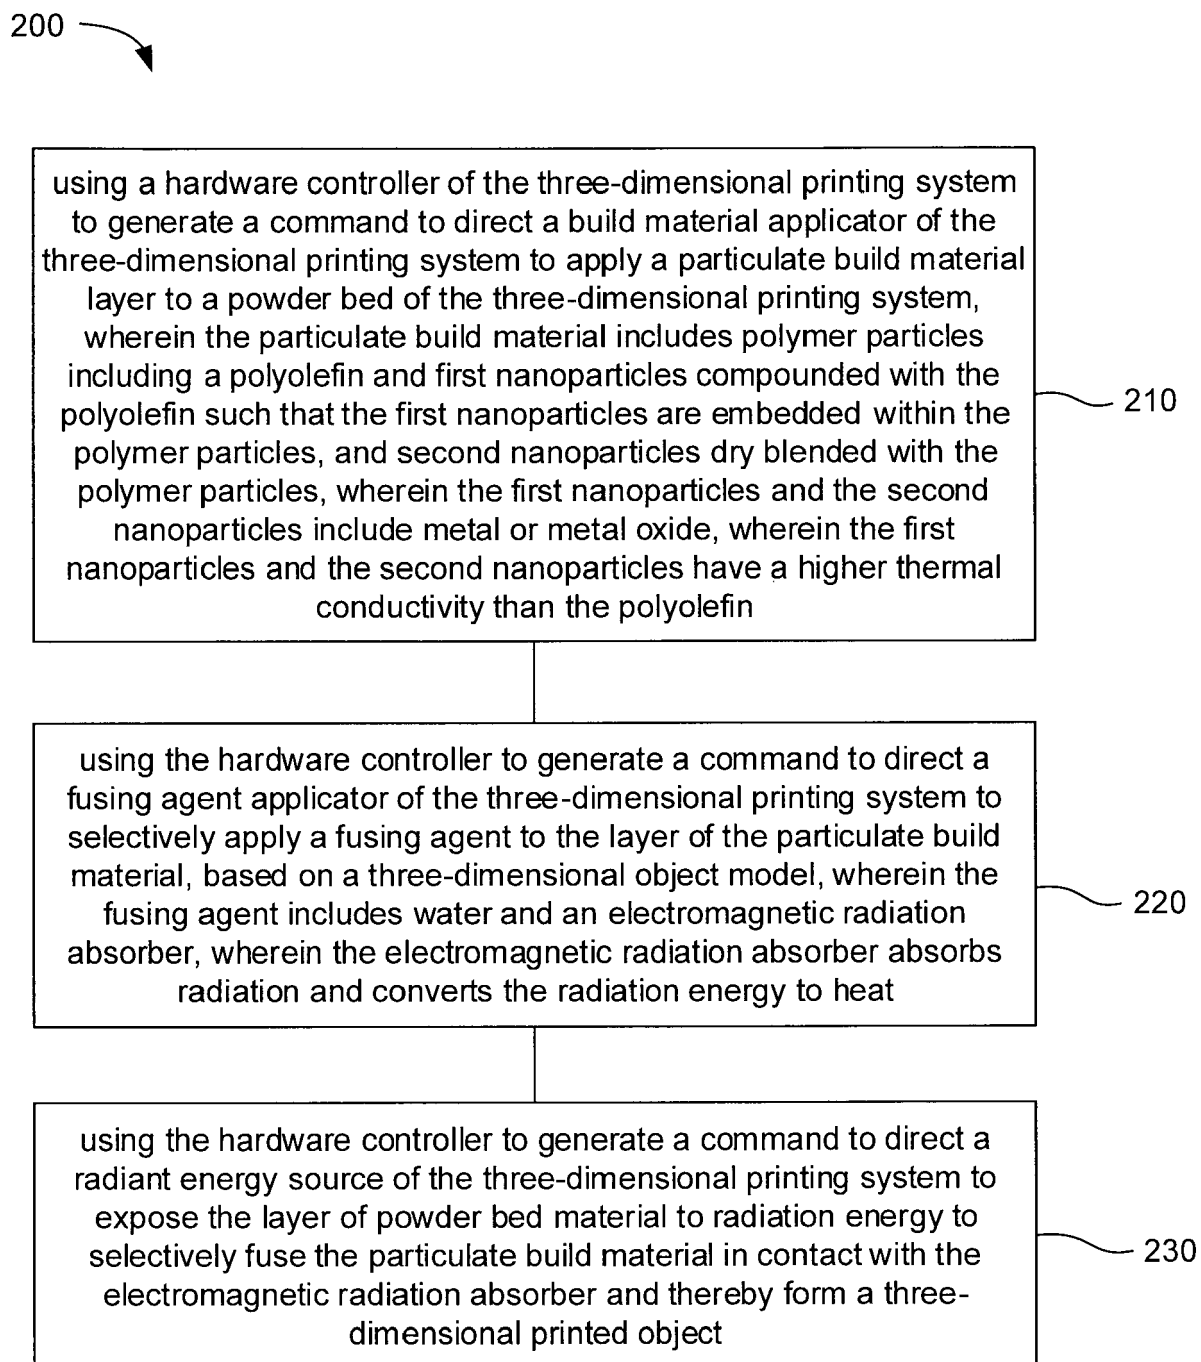 200
using a hardware controller of the three-dimensional printing system
to generate a command to direct a build material applicator of the
three-dimensional printing system to apply a particulate build material
layer to a powder bed of the three-dimensional printing system,
wherein the particulate build material includes polymer particles
including a polyolefin and first nanoparticles compounded with the
polyolefin such that the first nanoparticles are embedded within the
polymer particles, and second nanoparticles dry blended with the
polymer particles, wherein the first nanoparticles and the second
nanoparticles include metal or metal oxide, wherein the first
nanoparticles and the second nanoparticles have a higher thermal
conductivity than the polyolefin
210
using the hardware controller to generate a command to direct a
fusing agent applicator of the three-dimensional printing system to
selectively apply a fusing agent to the layer of the particulate build
material, based on a three-dimensional object model, wherein the
fusing agent includes water and an electromagnetic radiation
absorber, wherein the electromagnetic radiation absorber absorbs
radiation and converts the radiation energy to heat
220
using the hardware controller to generate a command to direct a
radiant energy source of the three-dimensional printing system to
expose the layer of powder bed material to radiation energy to
selectively fuse the particulate build material in contact with the
electromagnetic radiation absorber and thereby form a three-
dimensional printed object
230